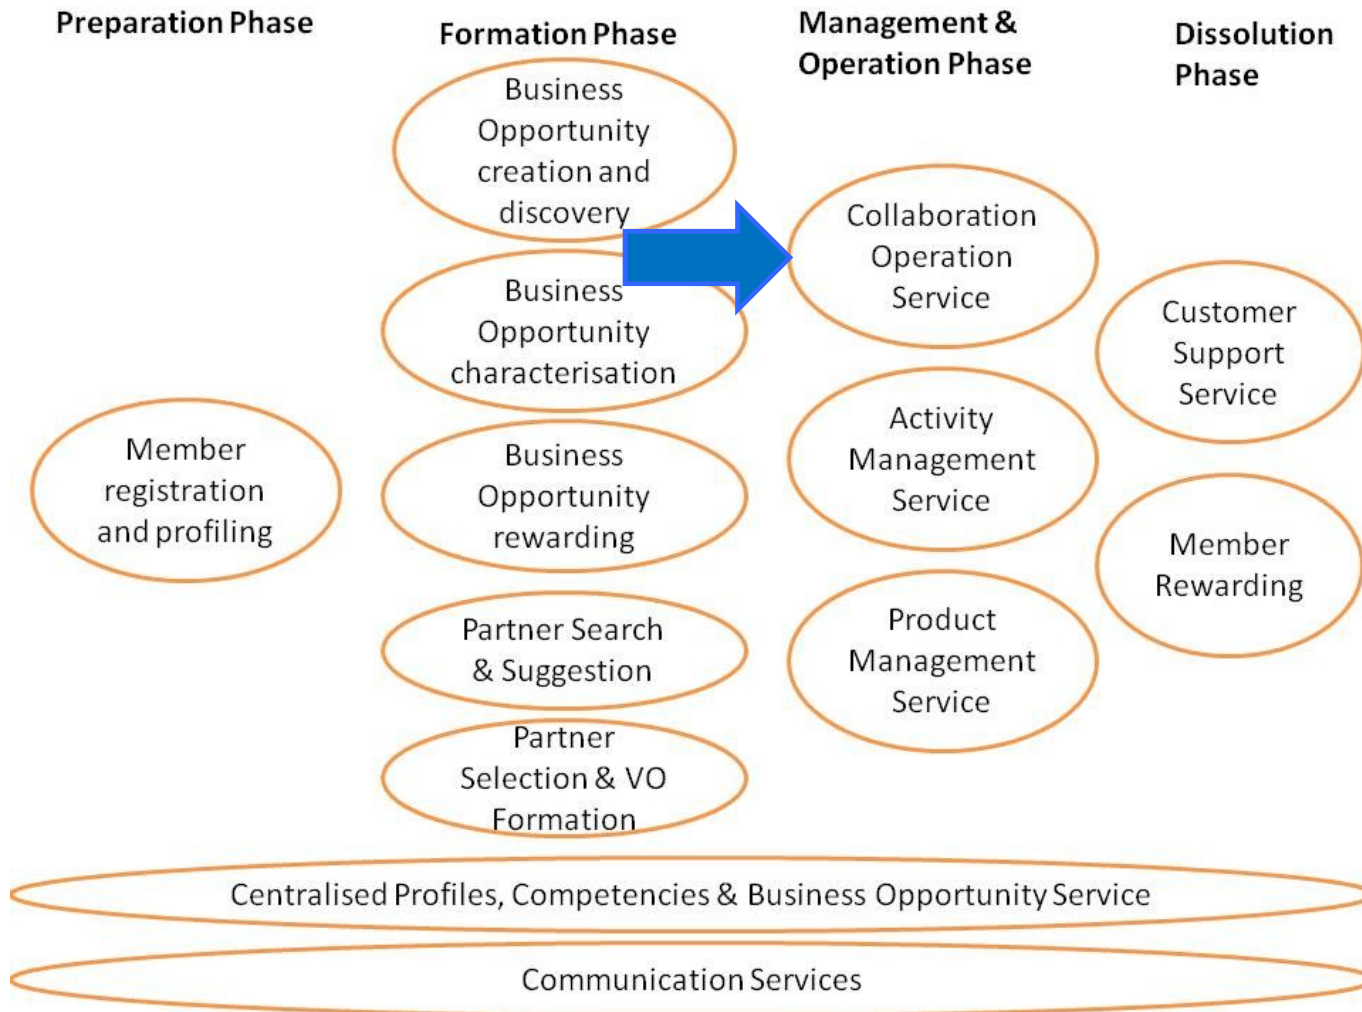 Preparation Phase
Formation Phase
Management &
Operation Phase
Dissolution
Phase
Member
registration
and profiling
Business
Opportunity
creation and
discovery
Business
Opportunity
characterisation
Business
Opportunity
rewarding
Partner Search
& Suggestion
Partner
Selection & VO
Formation
Collaboration
Operation
Service
Activity
Management
Service
Product
Management
Service
Customer
Support
Service
Member
Rewarding
Centralised Profiles, Competencies & Business Opportunity Service
Communication Services